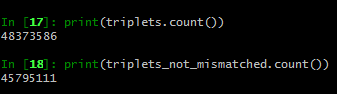 In [17]: print(triplets.count())
48373586
In [18]: print(triplets_not_mismatched.count())
45795111